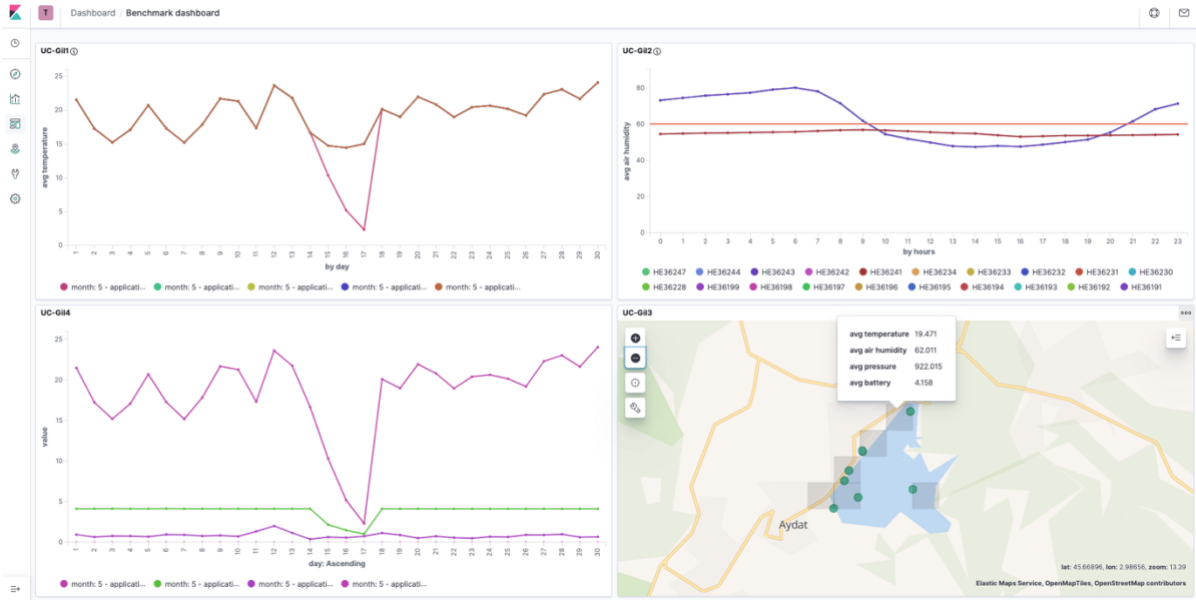 T Dashboard / Benchmark dashboard
UC-Gil1
25
20
15
10
5
0
avg temperature
1 2 3 4 5 6 7 8 9 10 11 12 13 14 15 16 17 18 19 20 21 22 23 24 25 26 27 28 29 30
by day
month: 5 - applicati... month: 5 - applicati... month: 5 - applicati... month: 5 - applicati... month: 5 - applicati...
UC-Gil2
80
60
40
20
0
avg air humidity
0 1 2 3 4 5 6 7 8 9 10 11 12 13 14 15 16 17 18 19 20 21 22 23
by hours
HE36247 HE36244 HE36243 HE36242 HE36241 HE36234 HE36233 HE36232 HE36231 HE36230
HE36228 HE36199 HE36198 HE36197 HE36196 HE36195 HE36194 HE36193 HE36192 HE36191
UC-Gil4
25
20
15
10
5
0
value
1 2 3 4 5 6 7 8 9 10 11 12 13 14 15 16 17 18 19 20 21 22 23 24 25 26 27 28 29 30
day: Ascending
month: 5 - applicati... month: 5 - applicati... month: 5 - applicati... month: 5 - applicati...
UC-Gil3
avg temperature 19.471
avg air humidity 62.011
avg pressure 922.015
avg battery 4.158
Aydat
lat: 45.66896, lon: 2.98656, zoom: 13.29
Elastic Maps Service, OpenMapTiles, OpenStreetMap contributors